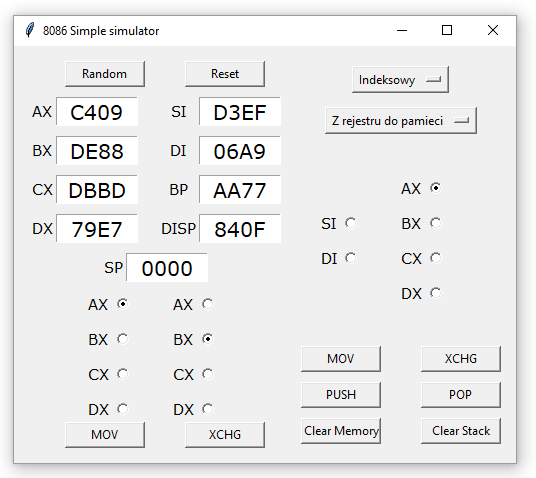 8086 Simple simulator
Random Reset Indeksowy
Z rejestru do pamieci
AX C409 SI D3EF
BX DE88 DI 06A9
CX DBBD BP AA77
DX 79E7 DISP 840F
SP 0000
AX AX
BX BX
CX CX
DX DX
MOV XCHG
AX
SI BX
DI CX
DX
MOV XCHG
PUSH POP
Clear Memory Clear Stack